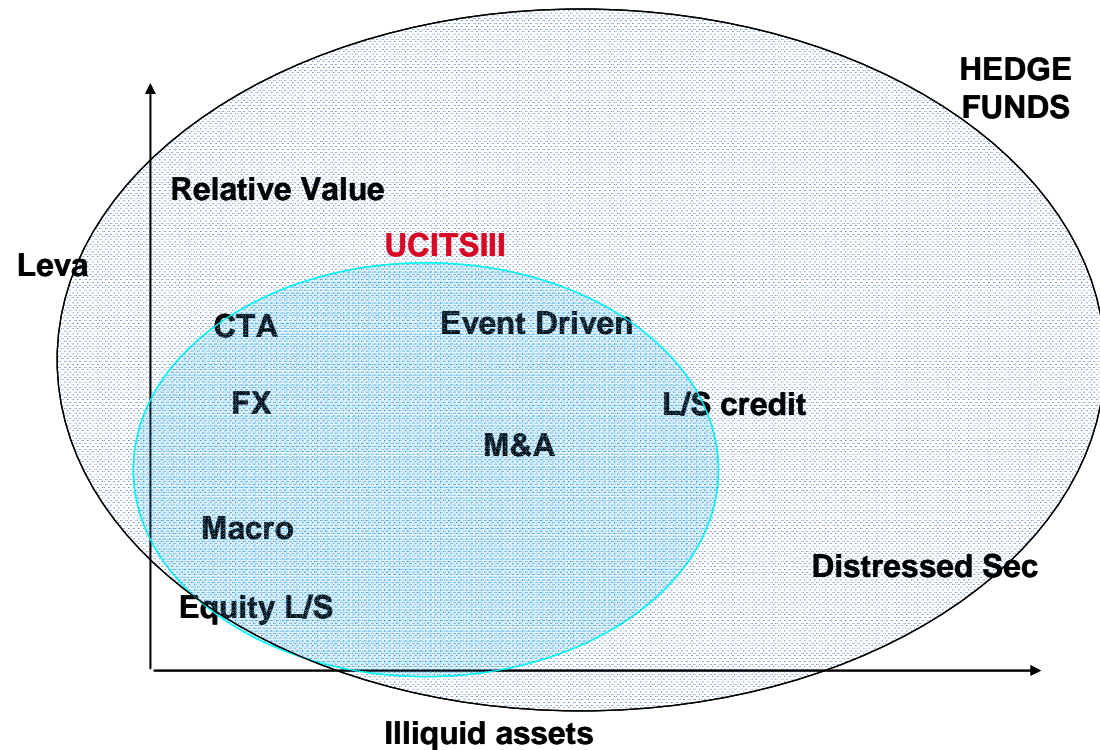 HEDGE
FUNDS
Relative Value
UCITSIII
Leva
CTA
Event Driven
FX
L/S credit
M&A
Macro
Distressed Sec
Equity L/S
Illiquid assets